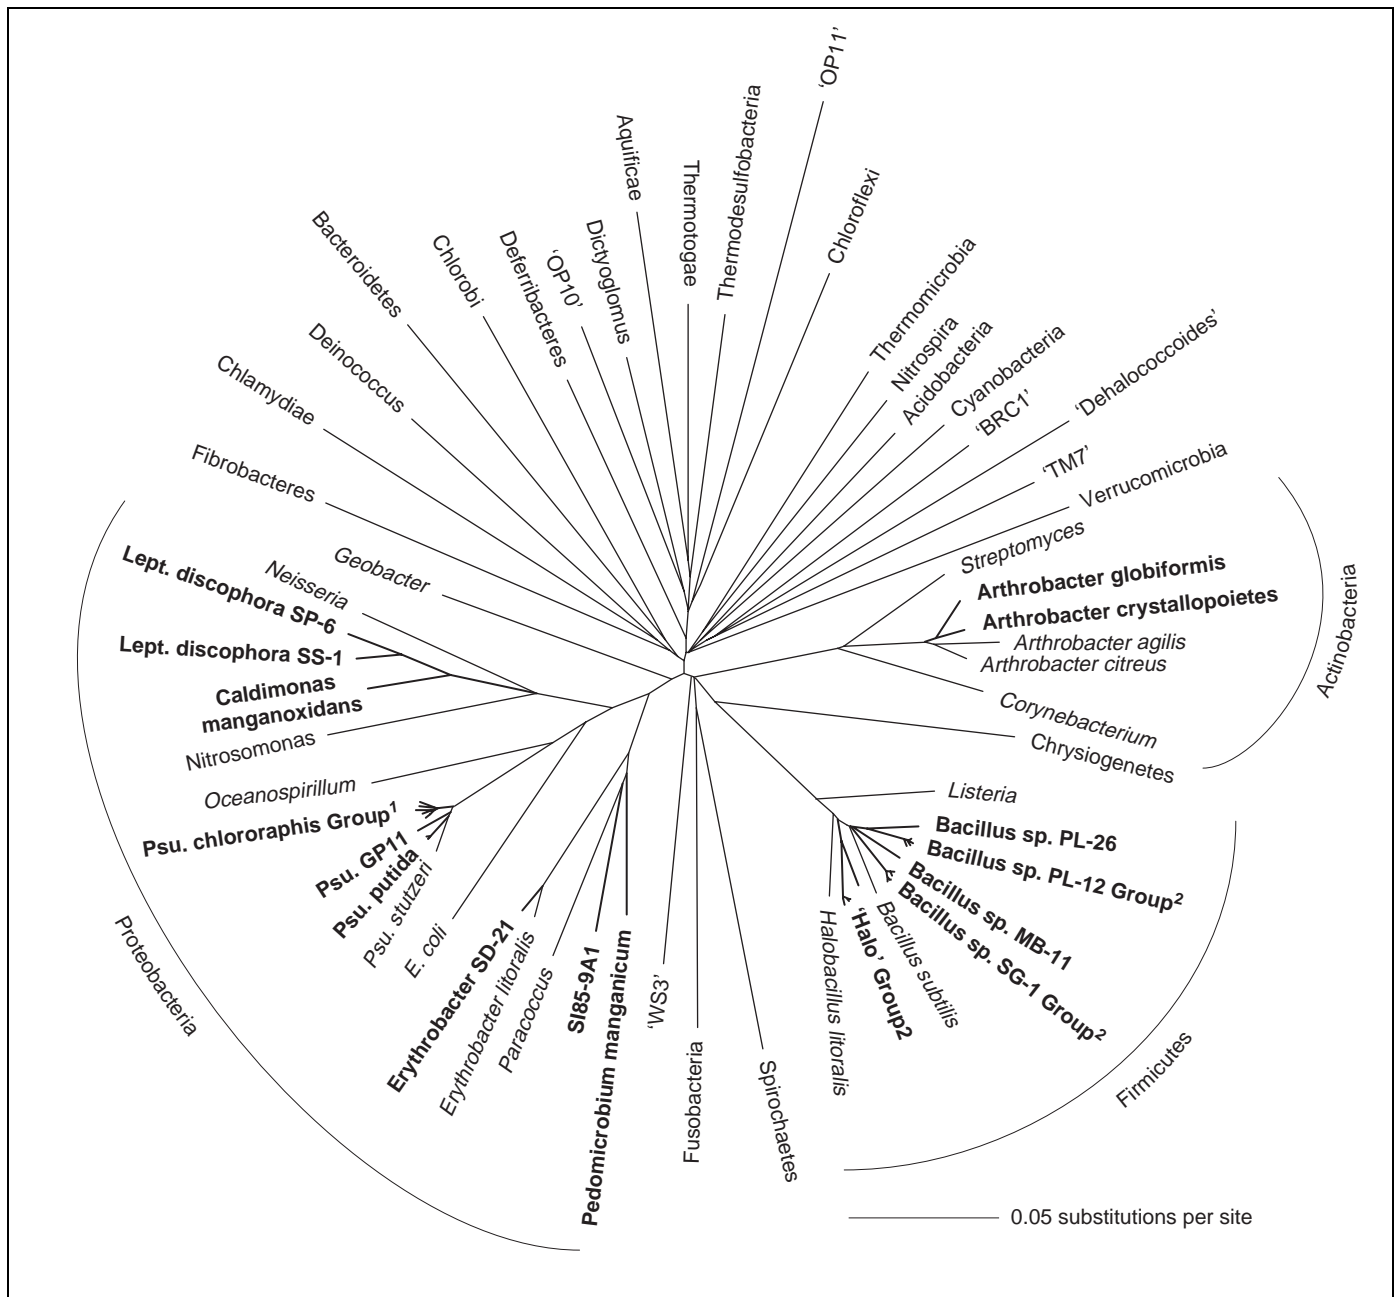 'OP11'
Aquificae
Thermotogae
Thermodesulfobacteria
Chloroflexi
Bacteroidetes
Chlorobi
Deferribacteres
'OP10'
Dictyoglomus
Thermomicrobia
Nitrospira
Acidobacteria
Cyanobacteria
'BRC1'
'Dehalococcoides'
'TM7'
Verrucomicrobia
Deinococcus
Chlamydiae
Fibrobacteres
Geobacter
Neisseria
Lept. discophora SP-6
Lept. discophora SS-1
Caldimonas
manganoxidans
Nitrosomonas
Oceanospirillum
Psu. chlororaphis Group1
Psu. GP11
Psu. putida
Psu. stutzeri
E. coli
Erythrobacter SD-21
Erythrobacter litoralis
Paracoccus
SI85-9A1
Pedomicrobium manganicum
Proteobacteria
'WS3'
Fusobacteria
Spirochaetes
Streptomyces
Arthrobacter globiformis
Arthrobacter crystallopoietes
Arthrobacter agilis
Arthrobacter citreus
Corynebacterium
Actinobacteria
Chrysiogenetes
Listeria
Bacillus sp. PL-26
Bacillus sp. PL-12 Group2
Bacillus sp. MB-11
Bacillus sp. SG-1 Group2
Bacillus subtilis
'Halo' Group2
Halobacillus litoralis
Firmicutes
0.05 substitutions per site